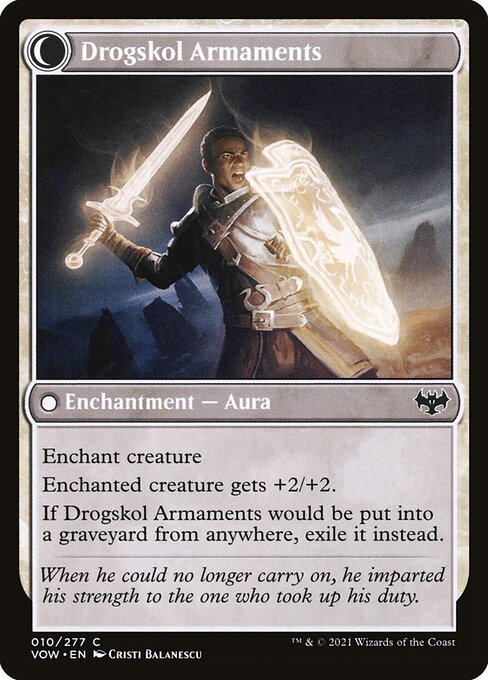 Drogskol Armaments
Enchantment — Aura
Enchant creature
Enchanted creature gets +2/+2.
If Drogskol Armaments would be put into
a graveyard from anywhere, exile it instead.
When he could no longer carry on, he imparted
his strength to the one who took up his duty.
010/277 C
VOW • EN Cristi Balanescu
™ & © 2021 Wizards of the Coast